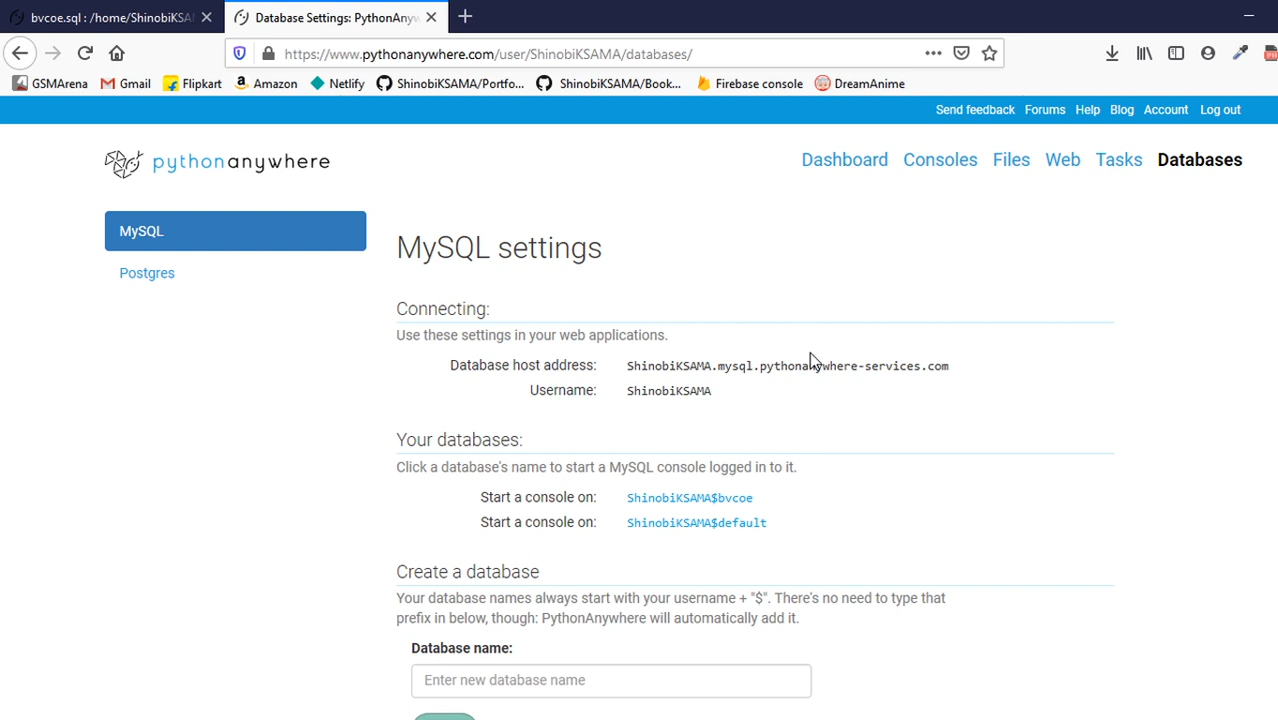 bvcoe.sql : /home/ShinobiKSAM
Database Settings: PythonAnyw
https://www.pythonanywhere.com/user/ShinobiKSAMA/databases/
GSMArena Gmail Flipkart Amazon Netlify ShinobiKSAMA/Portfo... ShinobiKSAMA/Book... Firebase console DreamAnime
Send feedback Forums Help Blog Account Log out
pythonanywhere
Dashboard Consoles Files Web Tasks Databases
MySQL
Postgres
MySQL settings
Connecting:
Use these settings in your web applications.
Database host address: ShinobiKSAMA.mysql.pythonanywhere-services.com
Username: ShinobiKSAMA
Your databases:
Click a database's name to start a MySQL console logged in to it.
Start a console on: ShinobiKSAMA$bvcoe
Start a console on: ShinobiKSAMA$default
Create a database
Your database names always start with your username + "$". There's no need to type that
prefix in below, though: PythonAnywhere will automatically add it.
Database name:
Enter new database name